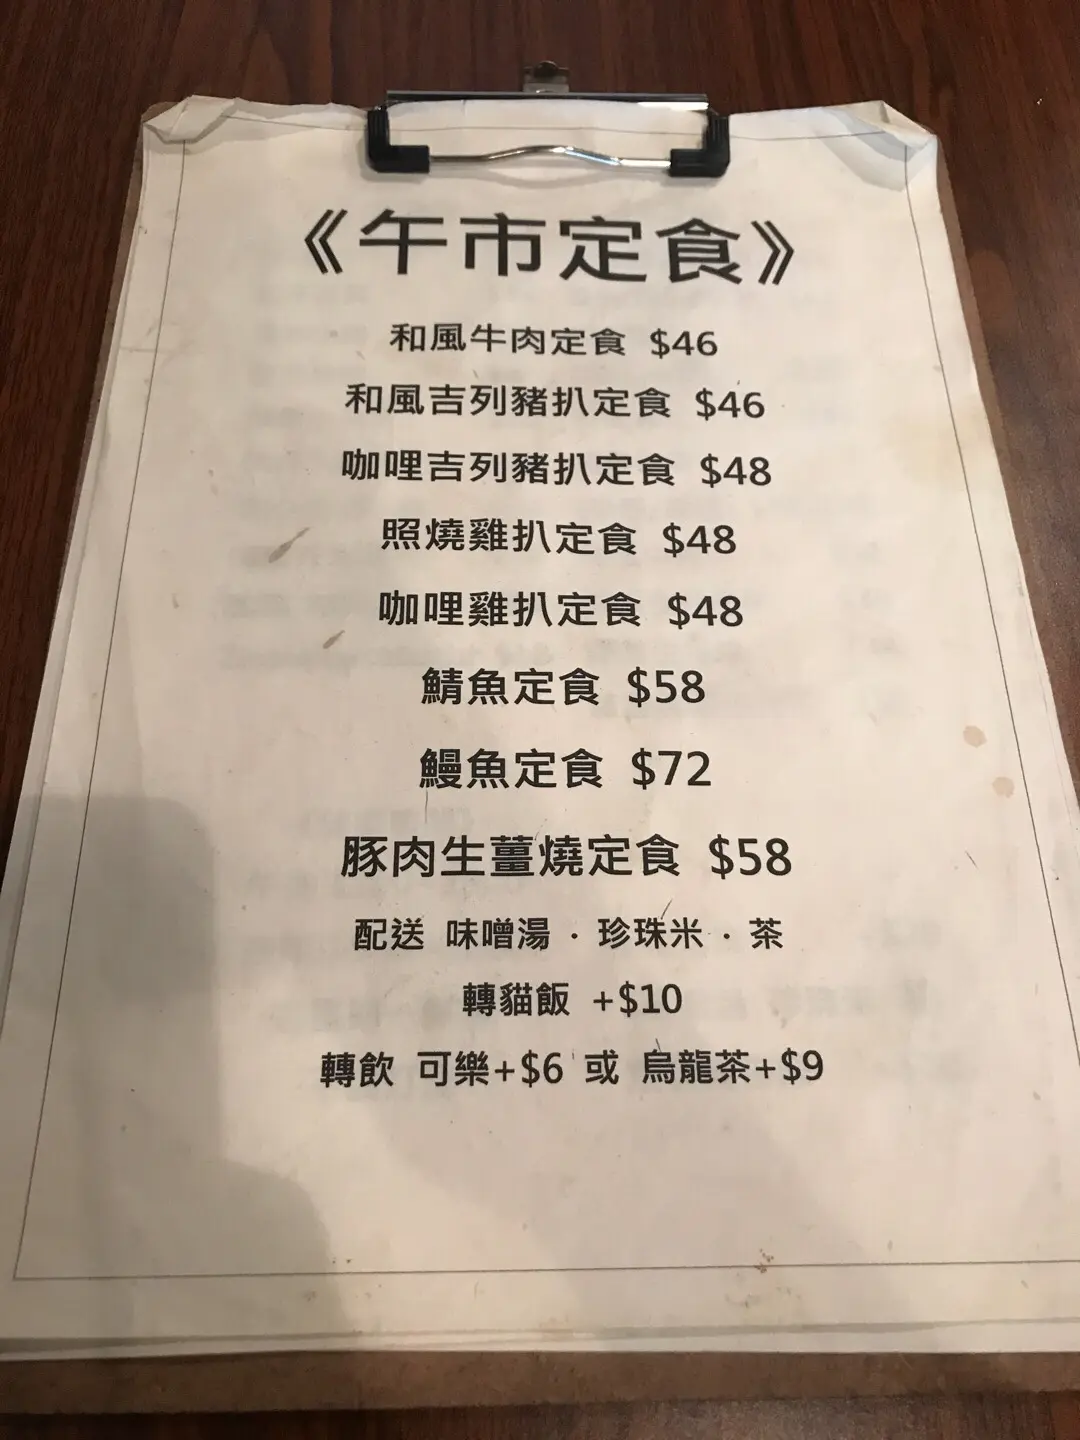 《午市定食》
和風牛肉定食 $46
和風吉列豬扒定食 $46
咖哩吉列豬扒定食 $48
照燒雞扒定食 $48
咖哩雞扒定食 $48
鯖魚定食 $58
鰻魚定食 $72
豚肉生薑燒定食 $58
配送 味噌湯 · 珍珠米 · 茶
轉貓飯 +$10
轉飲 可樂+$6 或 烏龍茶+$9